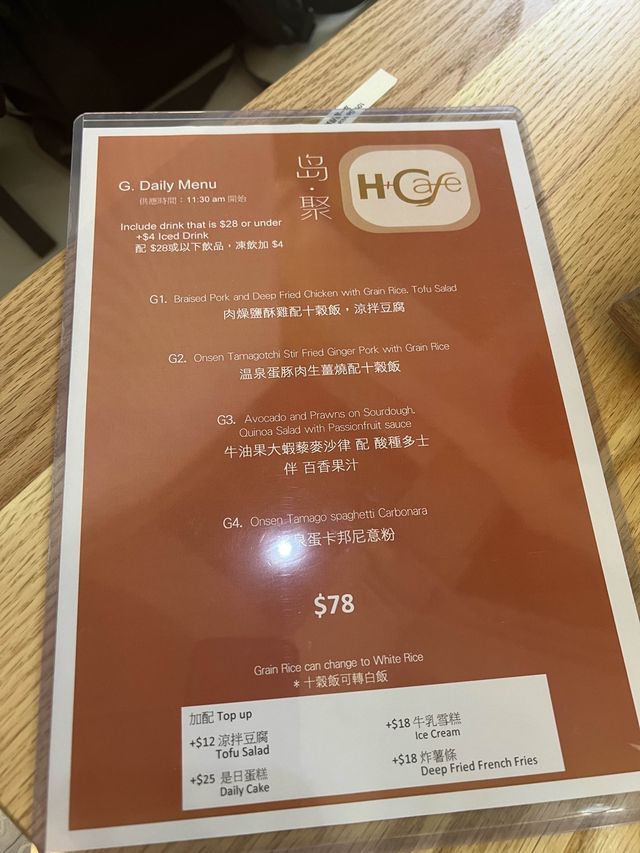 岛·聚
H+Café
G. Daily Menu
供應時間：11:30 am 開始
Include drink that is $28 or under
+$4 Iced Drink
配 $28或以下飲品，凍飲加 $4
G1. Braised Pork and Deep Fried Chicken with Grain Rice. Tofu Salad
肉燥鹽酥雞配十穀飯，涼拌豆腐
G2. Onsen Tamagotchi Stir Fried Ginger Pork with Grain Rice
温泉蛋豚肉生薑燒配十穀飯
G3. Avocado and Prawns on Sourdough.
Quinoa Salad with Passionfruit sauce
牛油果大蝦藜麥沙律 配 酸種多士
伴 百香果汁
G4. Onsen Tamago spaghetti Carbonara
泉蛋卡邦尼意粉
$78
Grain Rice can change to White Rice
* 十穀飯可轉白飯
加配 Top up
+$12 涼拌豆腐
Tofu Salad
+$25 是日蛋糕
Daily Cake
+$18 牛乳雪糕
Ice Cream
+$18 炸薯條
Deep Fried French Fries